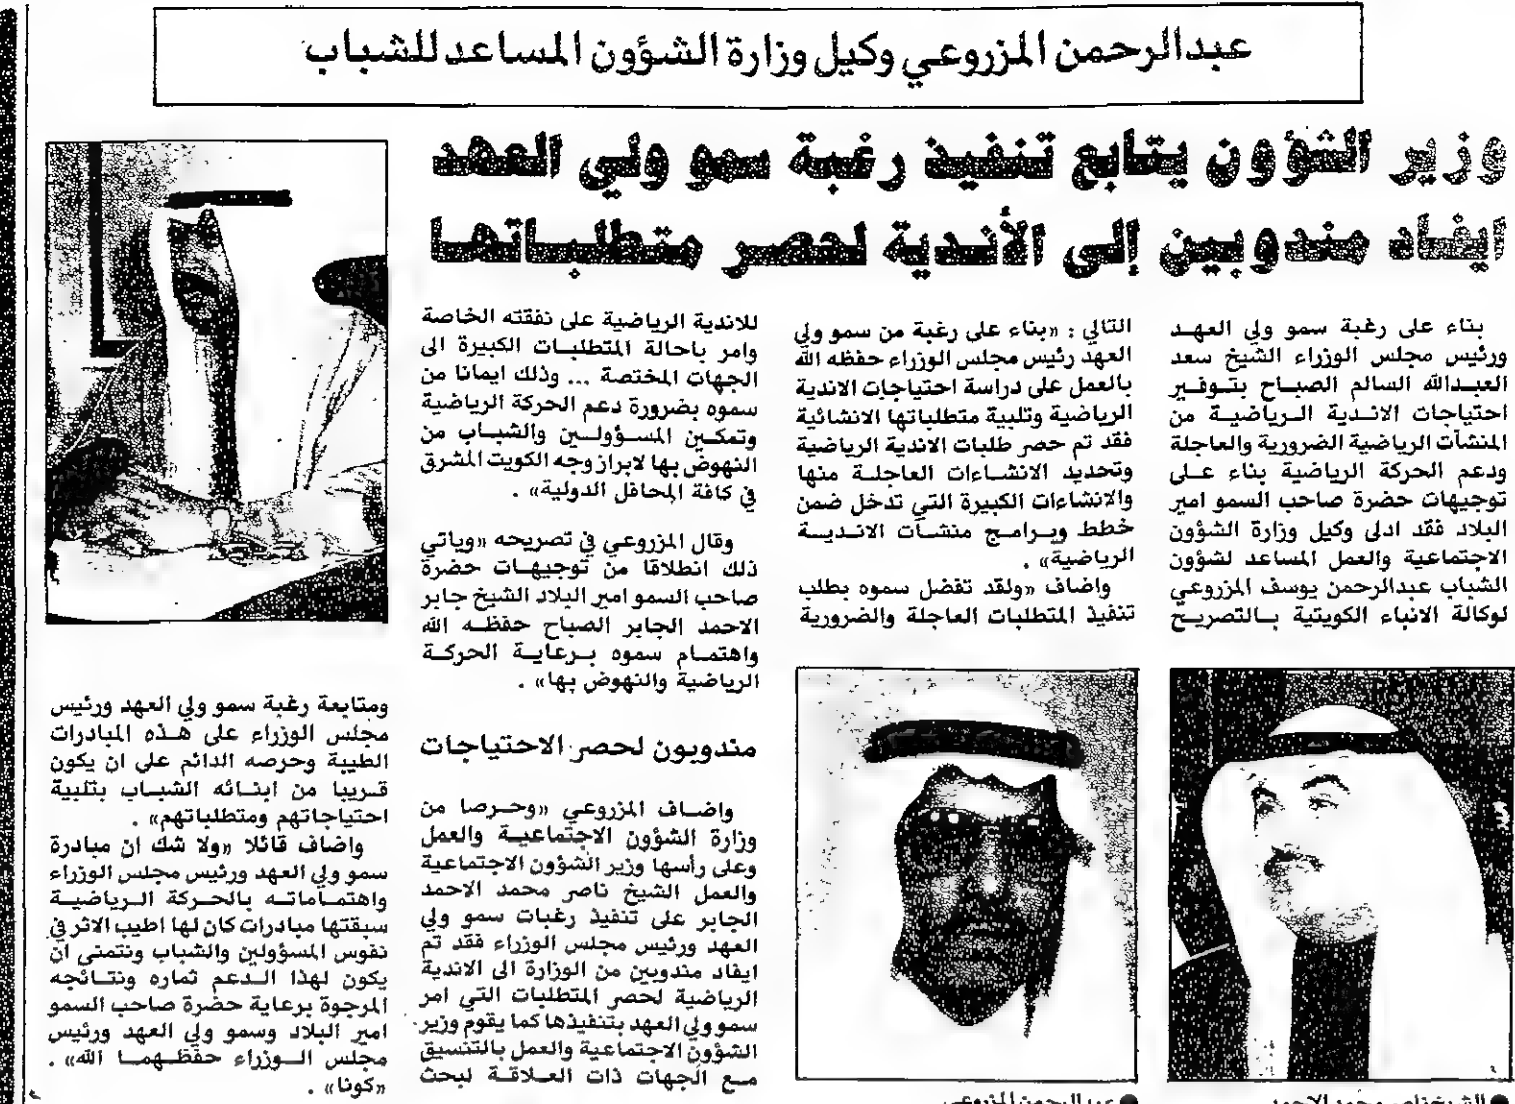 عبدالرحمن المزروعي وكيل وزارة الشؤون المساعد للشباب
وزير الشؤون يتابع تنفيذ رغبة سمو ولي العهد
ايفاد مندوبين إلى الأندية لحصر متطلباتها
بناء على رغبة سمو ولي العهد
ورئيس مجلس الوزراء الشيخ سعد
العبدالله السالم الصباح بتوفير
احتياجات الاندية الرياضية من
المنشآت الرياضية الضرورية والعاجلة
ودعم الحركة الرياضية بناء على
توجيهات حضرة صاحب السمو امير
البلاد فقد ادلى وكيل وزارة الشؤون
الاجتماعية والعمل المساعد لشؤون
الشباب عبدالرحمن يوسف المزروعي
لوكالة الانباء الكويتية بالتصريح
التالي : «بناء على رغبة من سمو ولي
العهد رئيس مجلس الوزراء حفظه الله
بالعمل على دراسة احتياجات الاندية
الرياضية وتلبية متطلباتها الانشائية
فقد تم حصر طلبات الاندية الرياضية
وتحديد الانشاءات العاجلة منها
والانشاءات الكبيرة التي تدخل ضمن
خطط وبرامج منشآت الاندية
الرياضية» .
واضاف «ولقد تفضل سموه بطلب
تنفيذ المتطلبات العاجلة والضرورية
للاندية الرياضية على نفقته الخاصة
وامر باحالة المتطلبات الكبيرة الى
الجهات المختصة ... وذلك ايمانا من
سموه بضرورة دعم الحركة الرياضية
وتمكين المسؤولين والشباب من
النهوض بها لابراز وجه الكويت المشرق
في كافة المحافل الدولية» .
وقال المزروعي في تصريحه «وياتي
ذلك انطلاقا من توجيهات حضرة
صاحب السمو امير البلاد الشيخ جابر
الاحمد الجابر الصباح حفظه الله
واهتمام سموه برعاية الحركة
الرياضية والنهوض بها» .
مندوبون لحصر الاحتياجات
واضاف المزروعي «وحرصا من
وزارة الشؤون الاجتماعية والعمل
وعلى رأسها وزير الشؤون الاجتماعية
والعمل الشيخ ناصر محمد الاحمد
الجابر على تنفيذ رغبات سمو ولي
العهد ورئيس مجلس الوزراء فقد تم
ايفاد مندوبين من الوزارة الى الاندية
الرياضية لحصر المتطلبات التي امر
سمو ولي العهد بتنفيذها كما يقوم وزير
الشؤون الاجتماعية والعمل بالتنسيق
مع الجهات ذات العلاقة لبحث
ومتابعة رغبة سمو ولي العهد ورئيس
مجلس الوزراء على هذه المبادرات
الطيبة وحرصه الدائم على ان يكون
قريبا من ابنائه الشباب بتلبية
احتياجاتهم ومتطلباتهم» .
واضاف قائلا «ولا شك ان مبادرة
سمو ولي العهد ورئيس مجلس الوزراء
واهتماماته بالحركة الرياضية
سبقتها مبادرات كان لها اطيب الاثر في
نفوس المسؤولين والشباب ونتمنى ان
يكون لهذا الدعم ثماره ونتائجه
المرجوة برعاية حضرة صاحب السمو
امير البلاد وسمو ولي العهد ورئيس
مجلس الوزراء حفظهما الله» .
«كونا» .
● الشيخ ناصر محمد الاحمد
● عبدالرحمن المزروعي